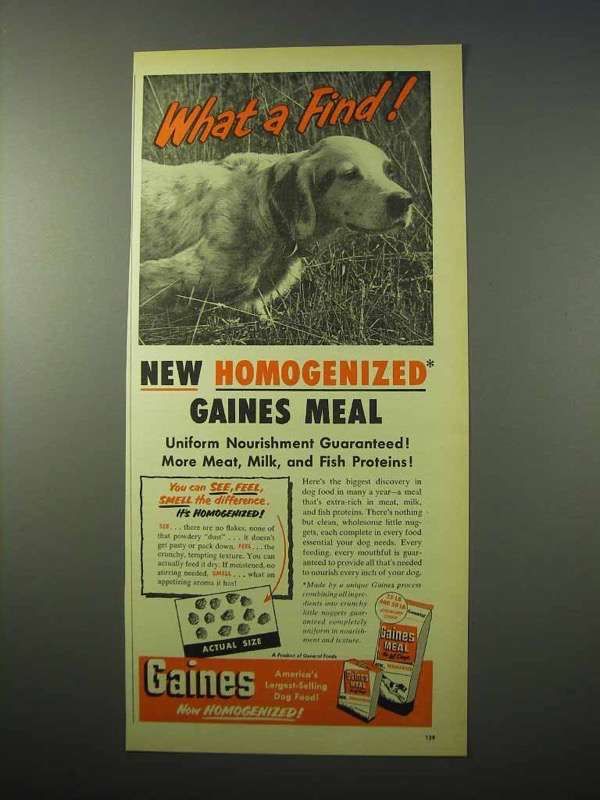 What a Find!
NEW HOMOGENIZED*
GAINES MEAL
Uniform Nourishment Guaranteed!
More Meat, Milk, and Fish Proteins!
You can SEE, FEEL,
SMELL the difference.
It's HOMOGENIZED!
SEE . . . there are no flakes, none of
that powdery "dust" . . . it doesn't
get pasty or pack down. FEEL . . . the
crunchy, tempting texture. You can
actually feed it dry. If moistened, no
stirring needed. SMELL . . . what an
appetizing aroma it has!
ACTUAL SIZE
Here's the biggest discovery in
dog food in many a year—a meal
that's extra-rich in meat, milk,
and fish proteins. There's nothing
but clean, wholesome little nug-
gets, each complete in every food
essential your dog needs. Every
feeding, every mouthful is guar-
anteed to provide all that's needed
to nourish every inch of your dog.
*Made by a unique Gaines process
combining all ingre-
dients into crunchy
little nuggets guar-
anteed completely
uniform in nourish-
ment and texture.
A Product of General Foods
Gaines
MEAL
Gaines
MEAL
Gaines
America's
Largest-Selling
Dog Food!
Now HOMOGENIZED!
139